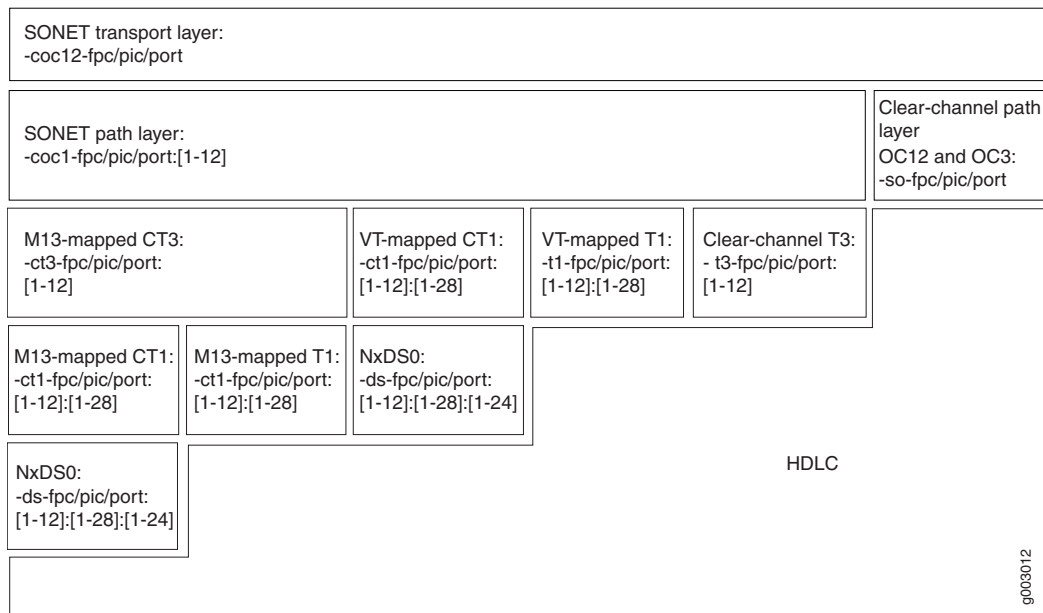 SONET transport layer:
-coc12-fpc/pic/port
SONET path layer:
-coc1-fpc/pic/port:[1-12]
Clear-channel path
layer
OC12 and OC3:
-so-fpc/pic/port
M13-mapped CT3:
-ct3-fpc/pic/port:
[1-12]
VT-mapped CT1:
-ct1-fpc/pic/port:
[1-12]:[1-28]
VT-mapped T1:
-t1-fpc/pic/port:
[1-12]:[1-28]
Clear-channel T3:
- t3-fpc/pic/port:
[1-12]
M13-mapped CT1:
-ct1-fpc/pic/port:
[1-12]:[1-28]
M13-mapped T1:
-ct1-fpc/pic/port:
[1-12]:[1-28]
NxDS0:
-ds-fpc/pic/port:
[1-12]:[1-28]:[1-24]
NxDS0:
-ds-fpc/pic/port:
[1-12]:[1-28]:[1-24]
HDLC
g003012